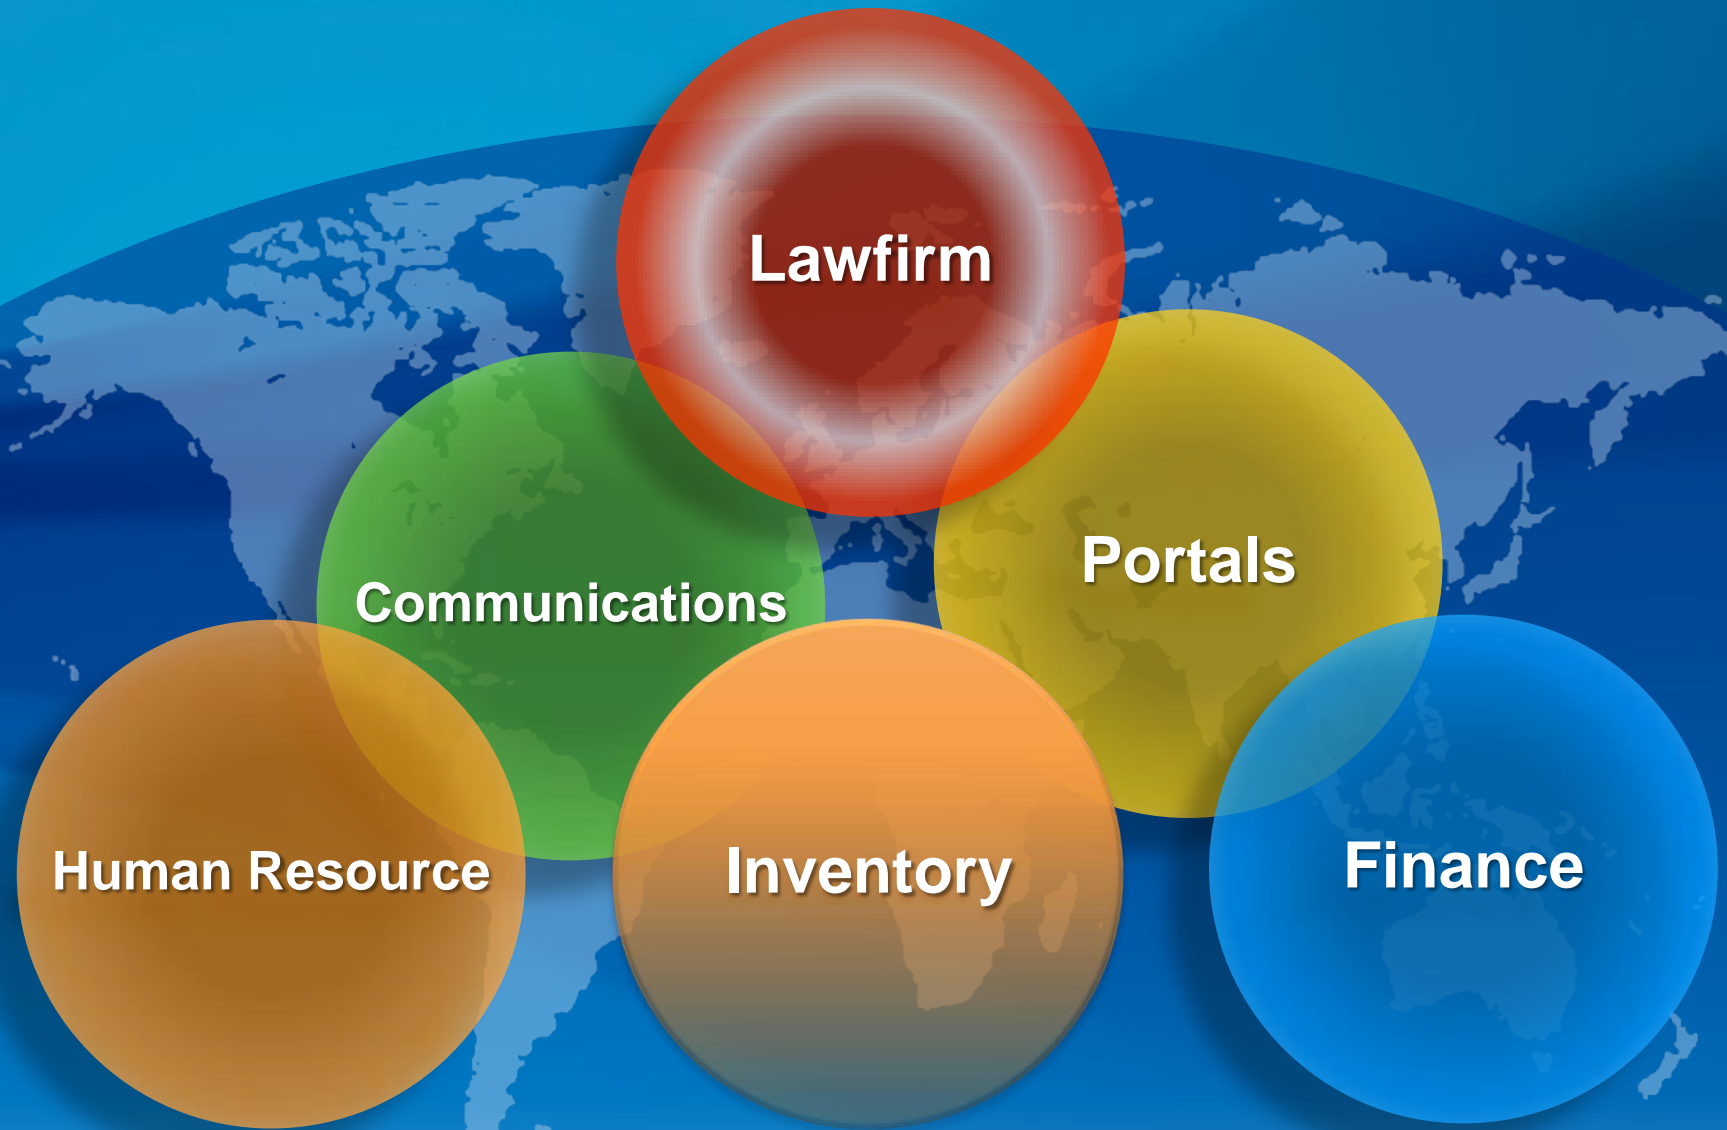 Lawfirm
Portals
Communications
Human Resource
Inventory
Finance